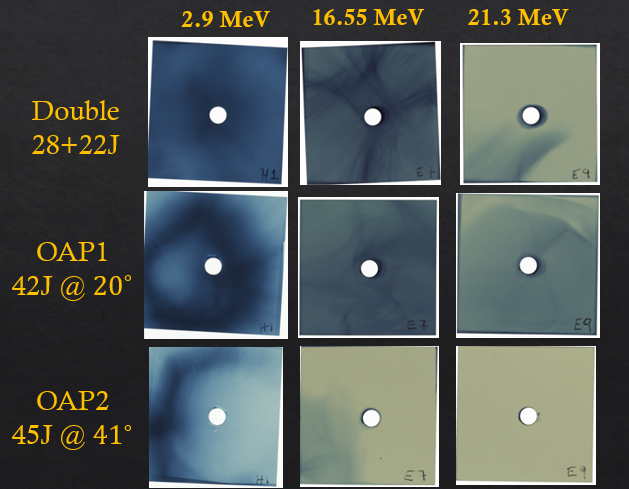 2.9 MeV 16.55 MeV 21.3 MeV
Double
28+22J
H1 E7 E9
OAP1
42J @ 20°
H1 E7 E9
OAP2
45J @ 41°
H1 E7 E9